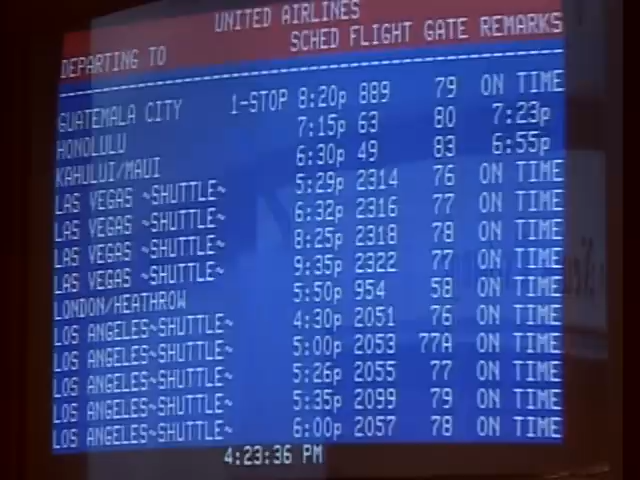 UNITED AIRLINES
DEPARTING TO SCHED FLIGHT GATE REMARKS
GUATEMALA CITY 1-STOP 8:20p 889 79 ON TIME
HONOLULU 7:15p 63 80 7:23p
KAHULUI/MAUI 6:30p 49 83 6:55p
LAS VEGAS ~SHUTTLE~ 5:29p 2314 76 ON TIME
LAS VEGAS ~SHUTTLE~ 6:32p 2316 77 ON TIME
LAS VEGAS ~SHUTTLE~ 8:25p 2318 78 ON TIME
LAS VEGAS ~SHUTTLE~ 9:35p 2322 77 ON TIME
LONDON/HEATHROW 5:50p 954 58 ON TIME
LOS ANGELES~SHUTTLE~ 4:30p 2051 76 ON TIME
LOS ANGELES~SHUTTLE~ 5:00p 2053 77A ON TIME
LOS ANGELES~SHUTTLE~ 5:26p 2055 77 ON TIME
LOS ANGELES~SHUTTLE~ 5:35p 2099 79 ON TIME
LOS ANGELES~SHUTTLE~ 6:00p 2057 78 ON TIME
4:23:36 PM